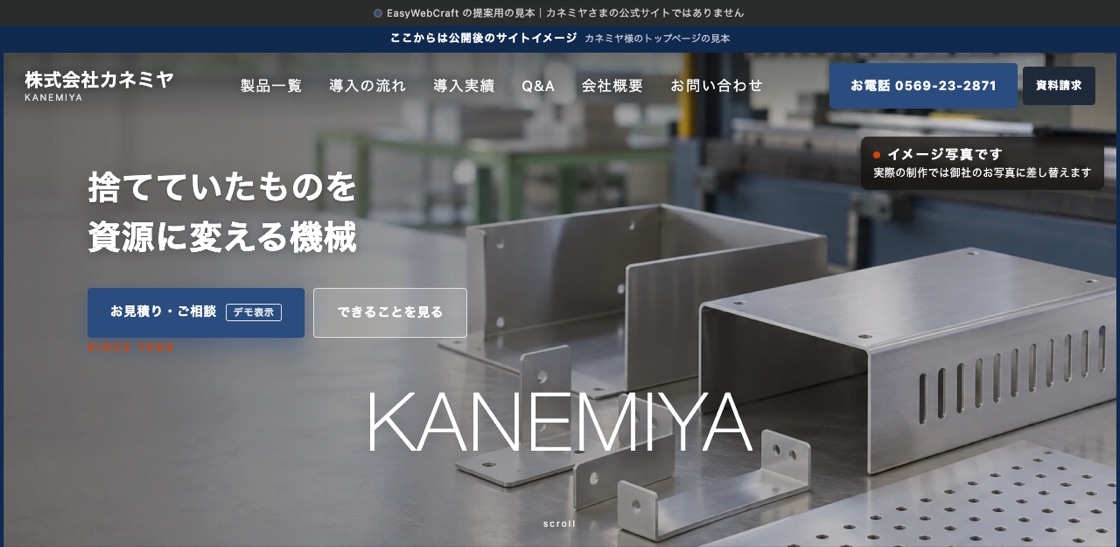 EasyWebCraft の提案用の見本｜カネミヤさまの公式サイトではありません
ここからは公開後のサイトイメージ カネミヤ様のトップページの見本
株式会社カネミヤ
KANEMIYA
製品一覧 導入の流れ 導入実績 Q&A 会社概要 お問い合わせ
お電話 0569-23-2871
資料請求
イメージ写真です
実際の制作では御社のお写真に差し替えます
捨てていたものを
資源に変える機械
お見積り・ご相談 デモ表示
できることを見る
SINCE
KANEMIYA
scroll